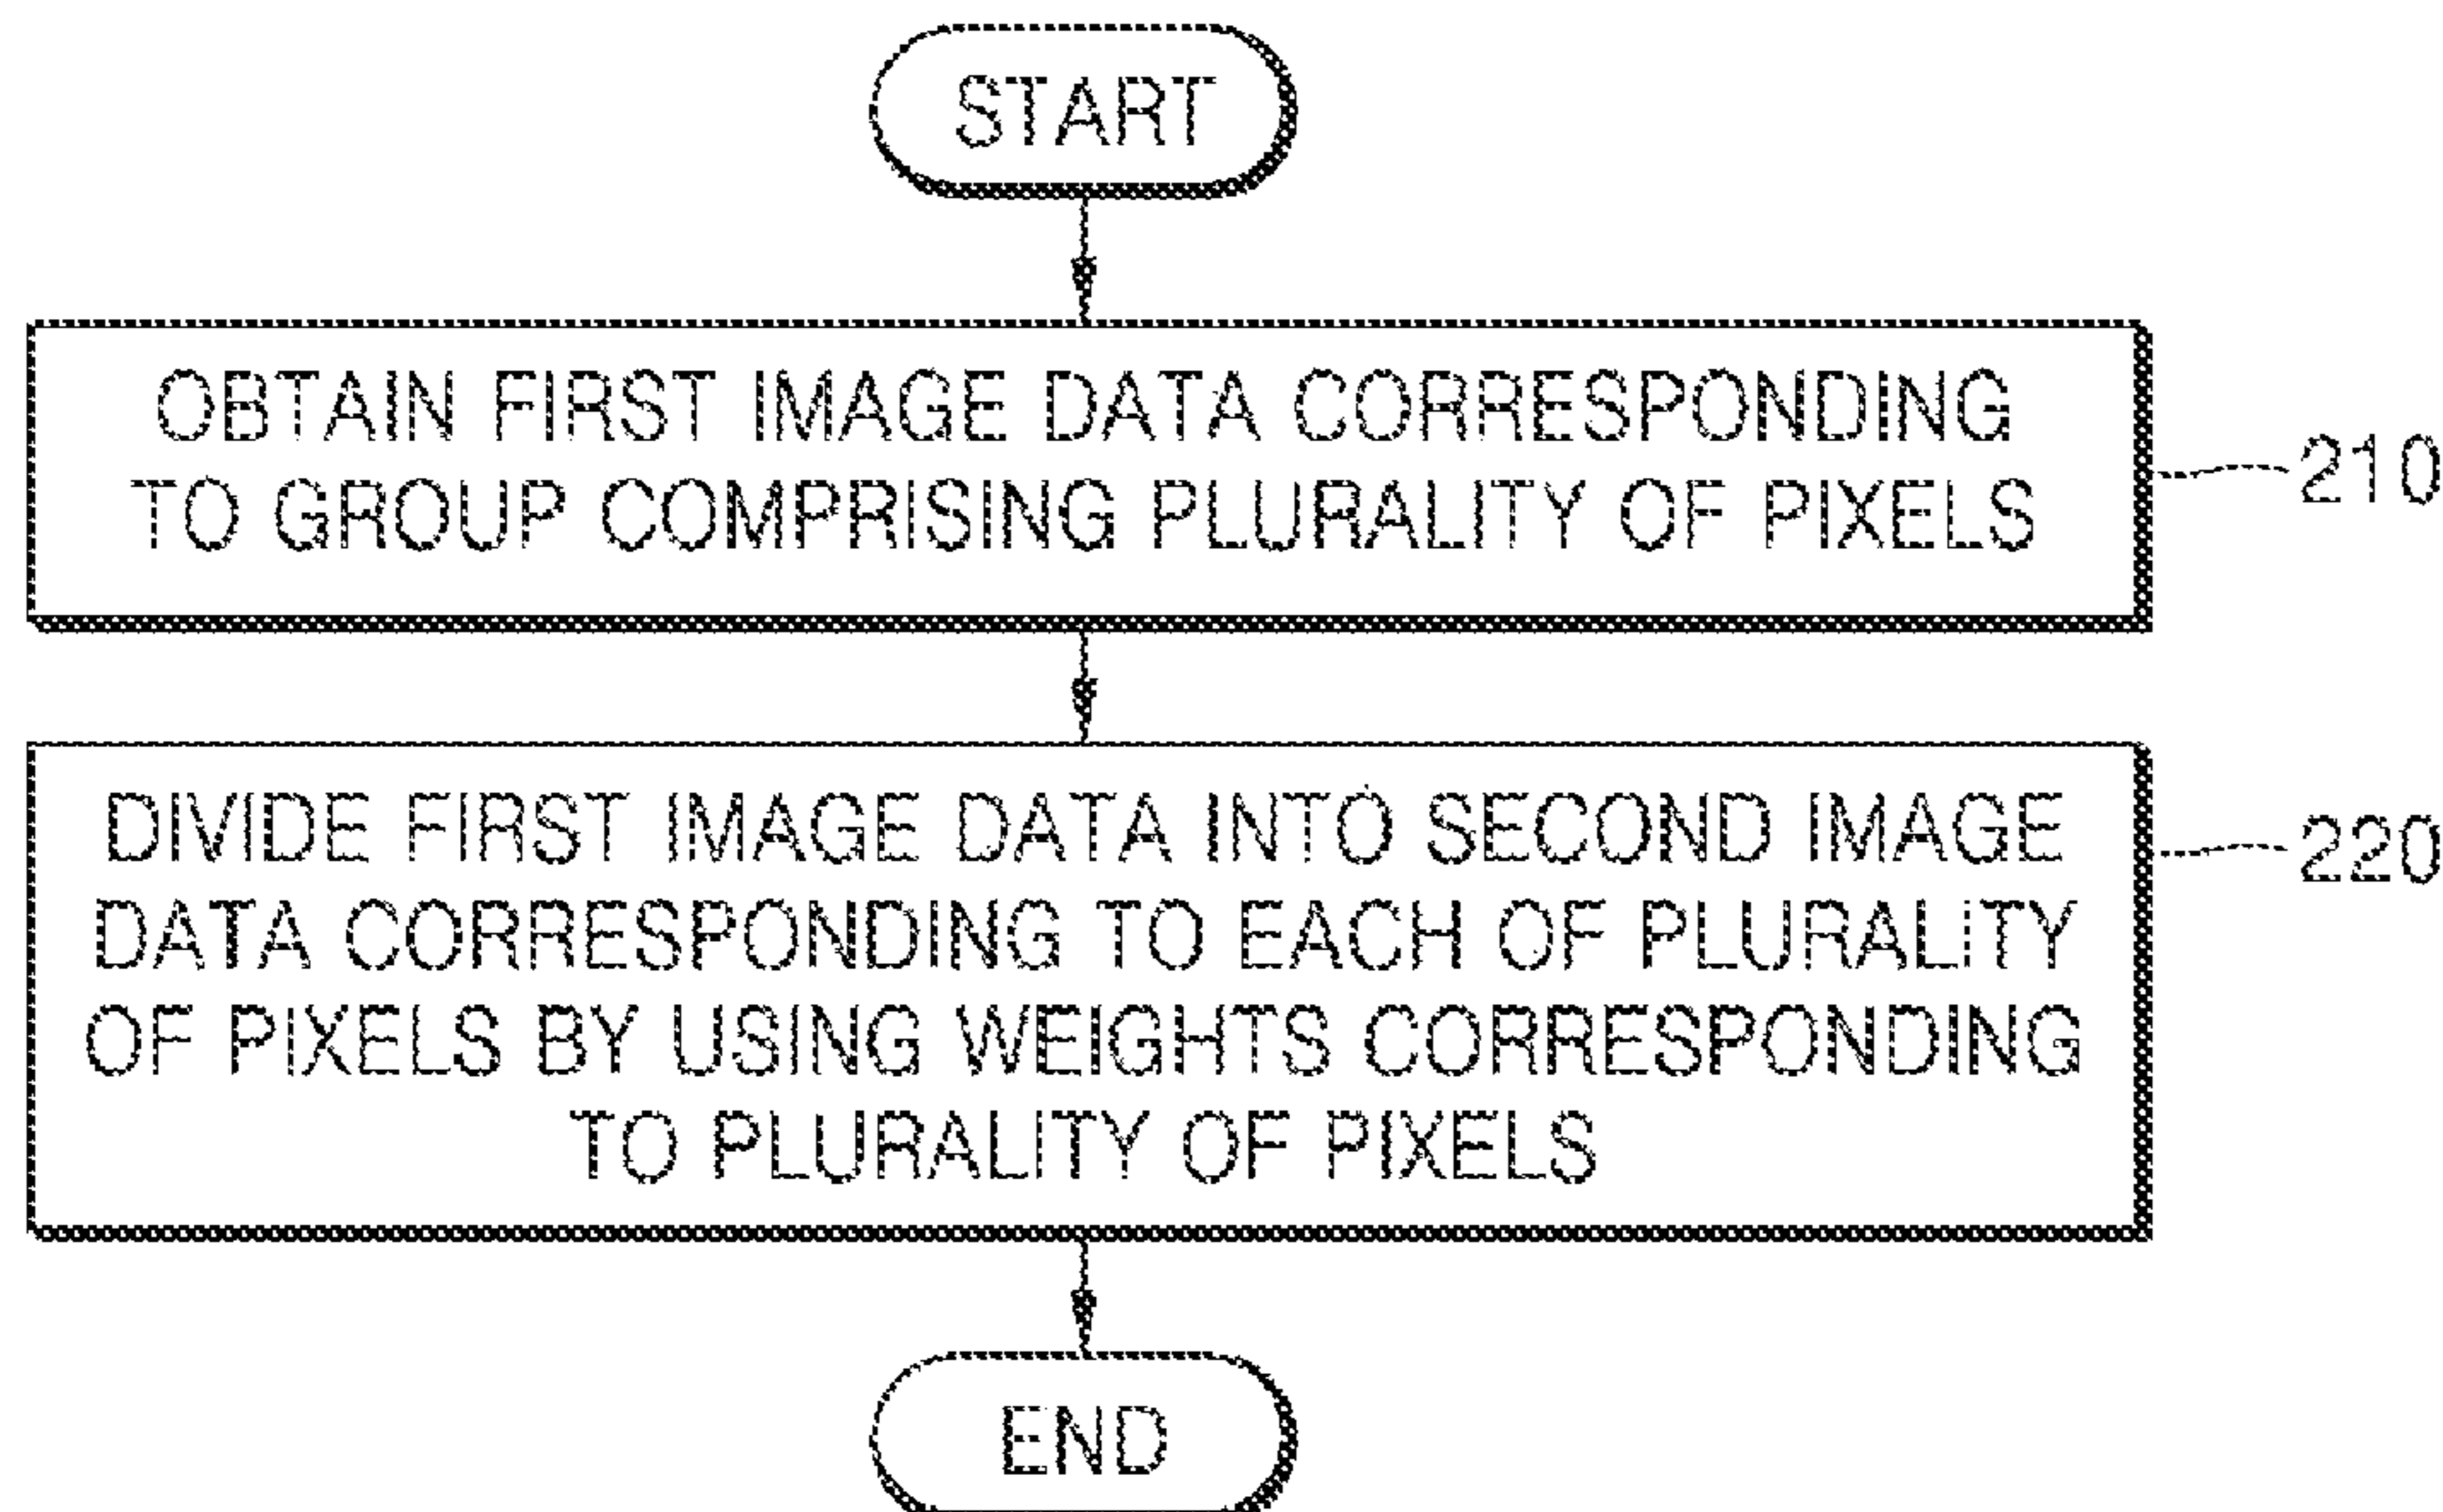 START
OBTAIN FIRST IMAGE DATA CORRESPONDING
TO GROUP COMPRISING PLURALITY OF PIXELS
210
DIVIDE FIRST IMAGE DATA INTO SECOND IMAGE
DATA CORRESPONDING TO EACH OF PLURALITY
OF PIXELS BY USING WEIGHTS CORRESPONDING
TO PLURALITY OF PIXELS
220
END